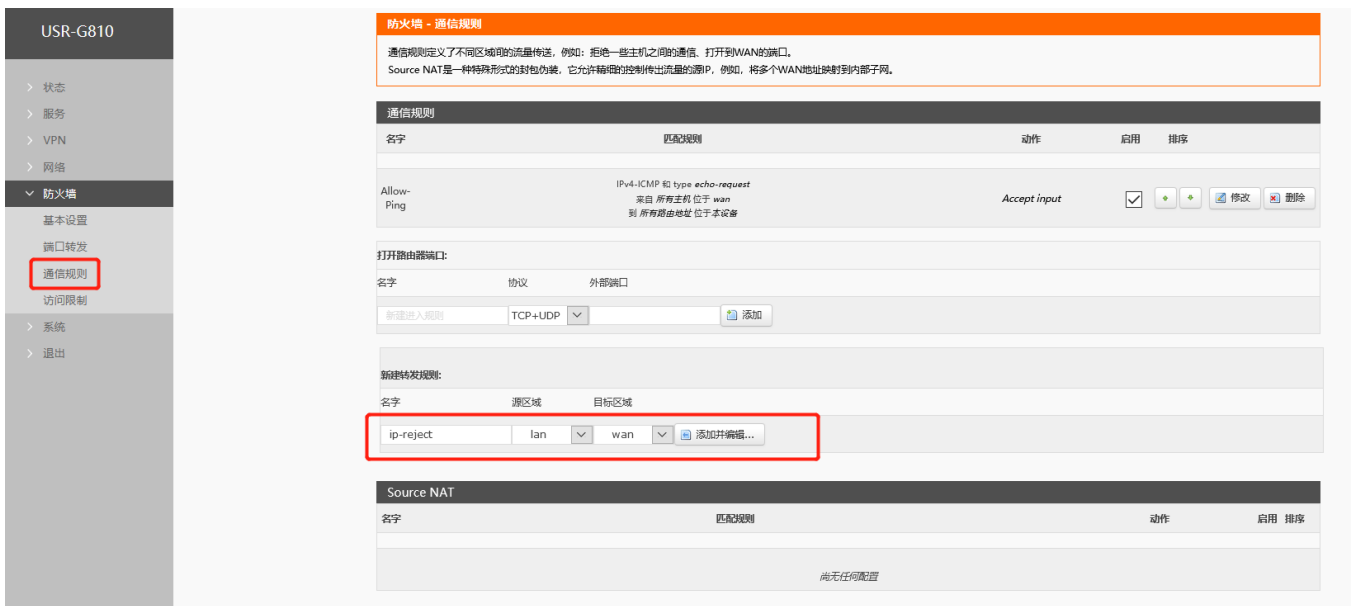 USR-G810
状态
服务
VPN
网络
防火墙
基本设置
端口转发
通信规则
访问限制
系统
退出
防火墙 - 通信规则
通信规则定义了不同区域间的流量传送，例如：拒绝一些主机之间的通信、打开到WAN的端口。
Source NAT是一种特殊形式的封包伪装，它允许精细的控制传出流量的源IP，例如，将多个WAN地址映射到内部子网。
通信规则
名字 匹配规则 动作 启用 排序
Allow-Ping
IPv4-ICMP 和 type echo-request
来自 所有主机 位于 wan
到 所有路由地址 位于本设备
Accept input
修改 删除
打开路由器端口:
名字 协议 外部端口
新建进入规则 TCP+UDP 添加
新建转发规则:
名字 源区域 目标区域
ip-reject lan wan 添加并编辑...
Source NAT
名字 匹配规则 动作 启用 排序
尚无任何配置